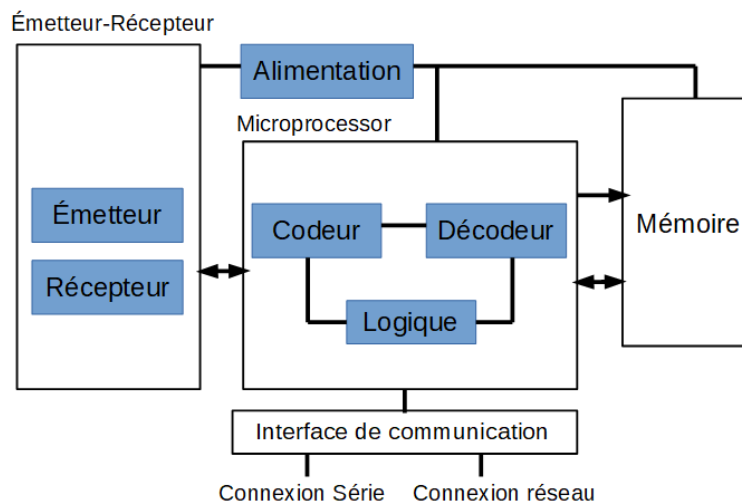 Émetteur-Récepteur
Alimentation
Microprocessor
Émetteur
Récepteur
Codeur
Décodeur
Logique
Mémoire
Interface de communication
Connexion Série
Connexion réseau